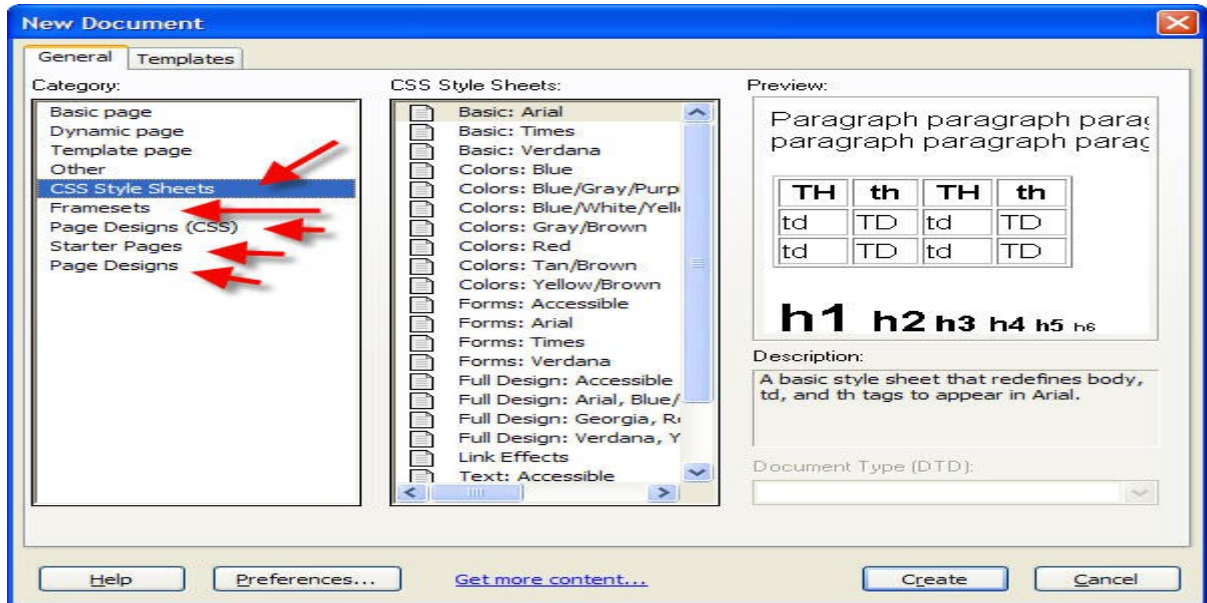 New Document
General
Templates
Category:
Basic page
Dynamic page
Template page
Other
CSS Style Sheets
Framesets
Page Designs (CSS)
Starter Pages
Page Designs
CSS Style Sheets:
Basic: Arial
Basic: Times
Basic: Verdana
Colors: Blue
Colors: Blue/Gray/Purpl
Colors: Blue/White/Yell
Colors: Gray/Brown
Colors: Red
Colors: Tan/Brown
Colors: Yellow/Brown
Forms: Accessible
Forms: Arial
Forms: Times
Forms: Verdana
Full Design: Accessible
Full Design: Arial, Blue/
Full Design: Georgia, R
Full Design: Verdana, Y
Link Effects
Text: Accessible
Preview:
Paragraph paragraph parag
paragraph paragraph parag
TH th TH th
td TD td TD
td TD td TD
h1 h2 h3 h4 h5 h6
Description:
A basic style sheet that redefines body,
td, and th tags to appear in Arial.
Document Type (DTD):
Help
Preferences...
Get more content...
Create
Cancel